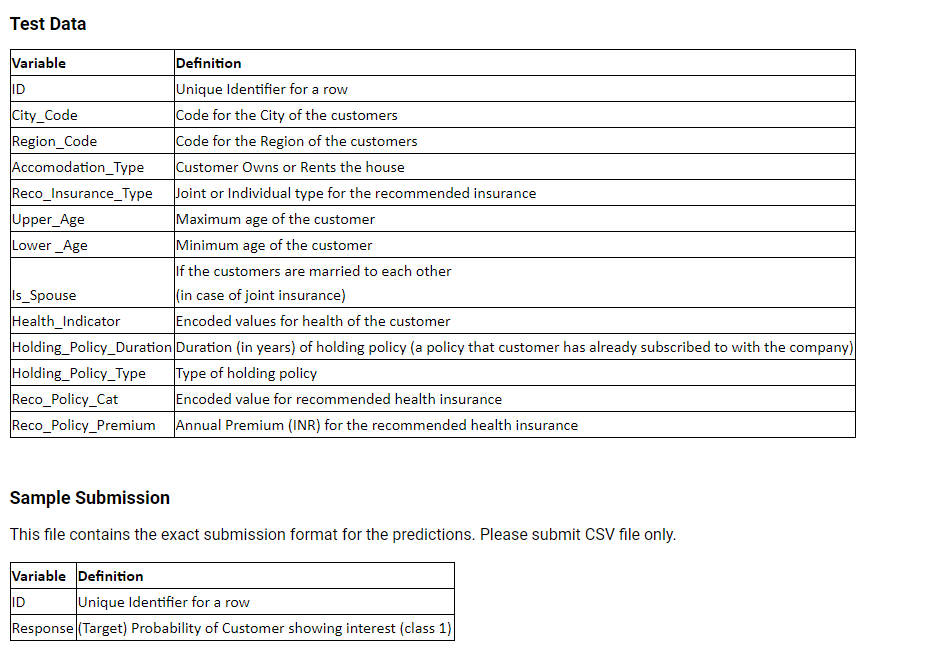 Test Data
Variable Definition
ID Unique Identifier for a row
City_Code Code for the City of the customers
Region_Code Code for the Region of the customers
Accomodation_Type Customer Owns or Rents the house
Reco_Insurance_Type Joint or Individual type for the recommended insurance
Upper_Age Maximum age of the customer
Lower _Age Minimum age of the customer
If the customers are married to each other
Is_Spouse (in case of joint insurance)
Health_Indicator Encoded values for health of the customer
Holding_Policy_Duration Duration (in years) of holding policy (a policy that customer has already subscribed to with the company)
Holding_Policy_Type Type of holding policy
Reco_Policy_Cat Encoded value for recommended health insurance
Reco_Policy_Premium Annual Premium (INR) for the recommended health insurance
Sample Submission
This file contains the exact submission format for the predictions. Please submit CSV file only.
Variable Definition
ID Unique Identifier for a row
Response (Target) Probability of Customer showing interest (class 1)